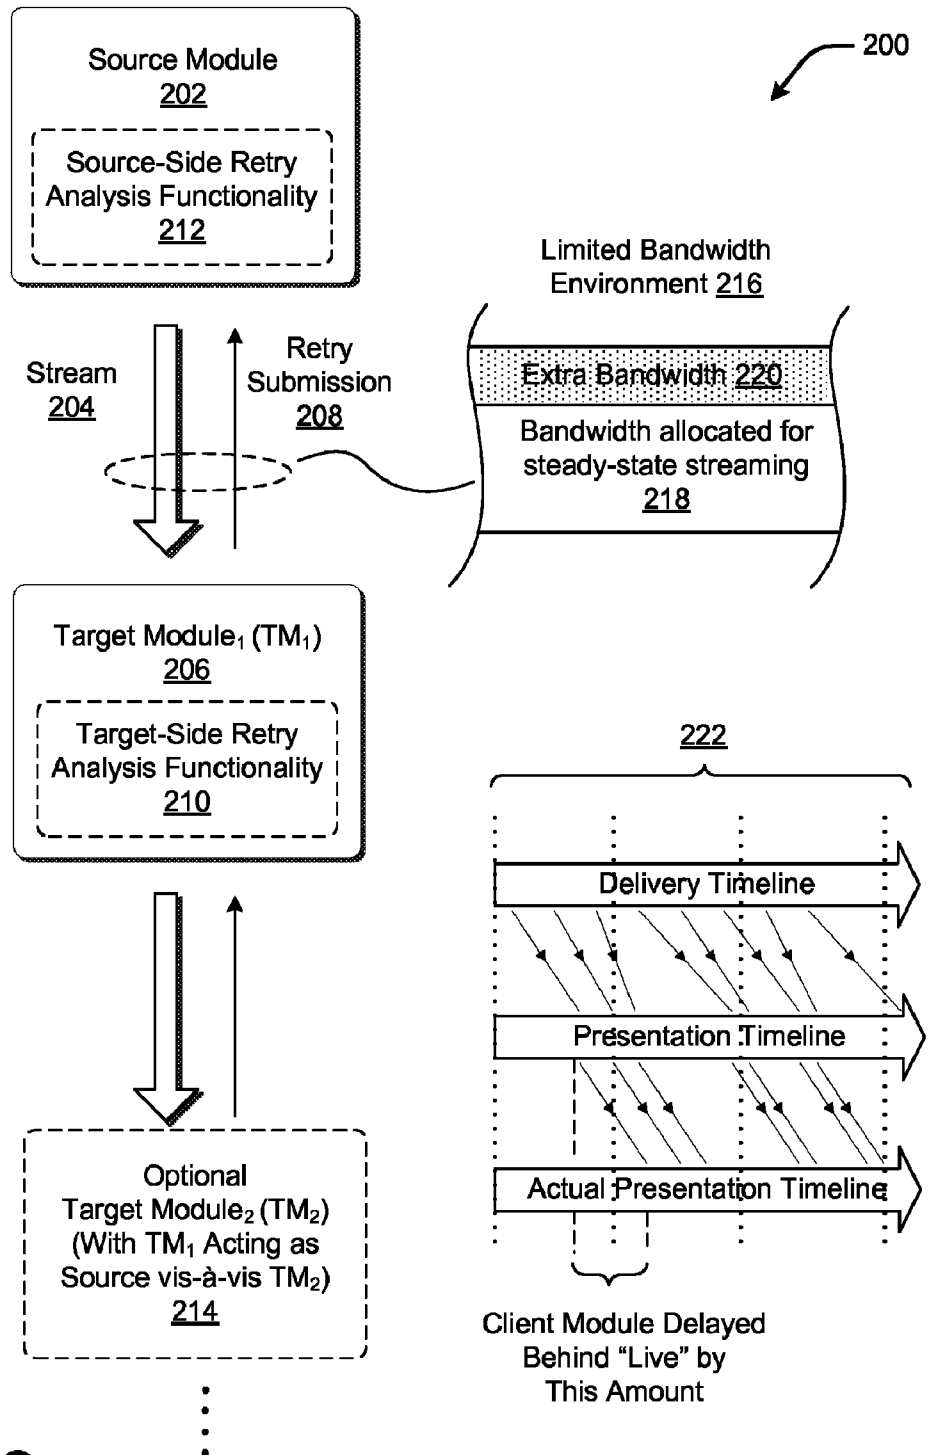 200
Source Module
202
Source-Side Retry
Analysis Functionality
212
Limited Bandwidth
Environment 216
Stream
204
Retry
Submission
208
Extra Bandwidth 220
Bandwidth allocated for
steady-state streaming
218
Target Module₁ (TM₁)
206
Target-Side Retry
Analysis Functionality
210
222
Delivery Timeline
Presentation Timeline
Actual Presentation Timeline
Optional
Target Module₂ (TM₂)
(With TM₁ Acting as
Source vis-à-vis TM₂)
214
Client Module Delayed
Behind “Live” by
This Amount